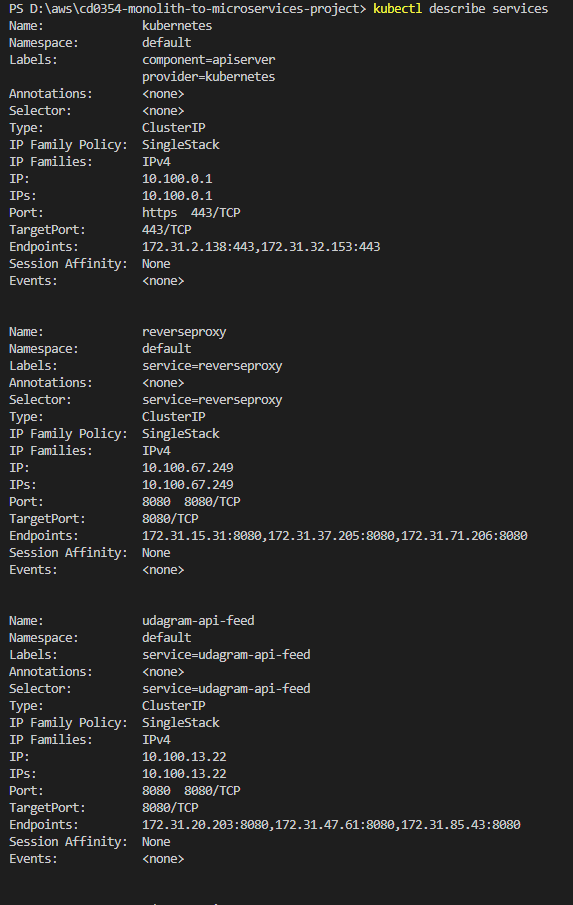 PS D:\aws\cd0354-monolith-to-microservices-project> kubectl describe services
Name:              kubernetes
Namespace:         default
Labels:            component=apiserver
                   provider=kubernetes
Annotations:       <none>
Selector:          <none>
Type:              ClusterIP
IP Family Policy:  SingleStack
IP Families:       IPv4
IP:                10.100.0.1
IPs:               10.100.0.1
Port:              https  443/TCP
TargetPort:        443/TCP
Endpoints:         172.31.2.138:443,172.31.32.153:443
Session Affinity:  None
Events:            <none>

Name:              reverseproxy
Namespace:         default
Labels:            service=reverseproxy
Annotations:       <none>
Selector:          service=reverseproxy
Type:              ClusterIP
IP Family Policy:  SingleStack
IP Families:       IPv4
IP:                10.100.67.249
IPs:               10.100.67.249
Port:              8080  8080/TCP
TargetPort:        8080/TCP
Endpoints:         172.31.15.31:8080,172.31.37.205:8080,172.31.71.206:8080
Session Affinity:  None
Events:            <none>

Name:              udagram-api-feed
Namespace:         default
Labels:            service=udagram-api-feed
Annotations:       <none>
Selector:          service=udagram-api-feed
Type:              ClusterIP
IP Family Policy:  SingleStack
IP Families:       IPv4
IP:                10.100.13.22
IPs:               10.100.13.22
Port:              8080  8080/TCP
TargetPort:        8080/TCP
Endpoints:         172.31.20.203:8080,172.31.47.61:8080,172.31.85.43:8080
Session Affinity:  None
Events:            <none>